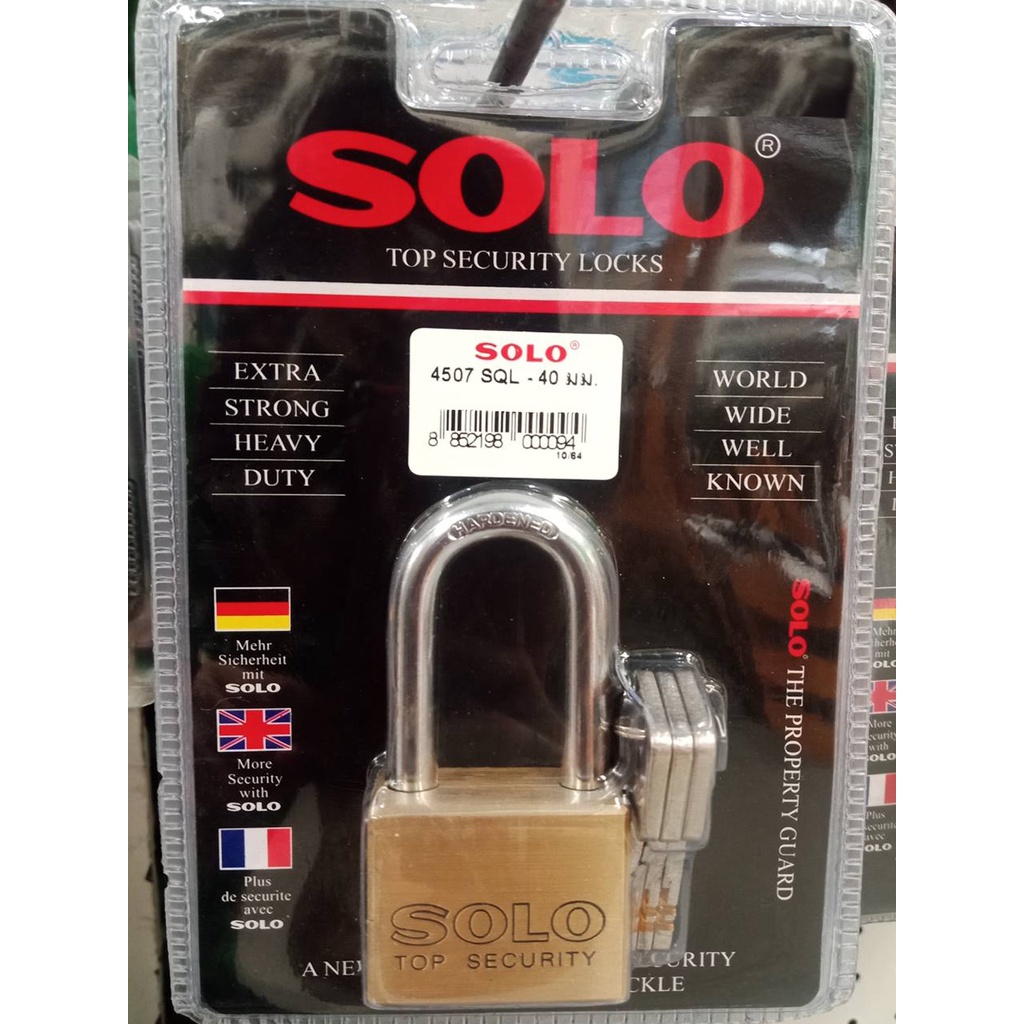 SOLO®
TOP SECURITY LOCKS
SOLO®
4507 SQL - 40 มม.
8 852198 000094
10/64
EXTRA
STRONG
HEAVY
DUTY
WORLD
WIDE
WELL
KNOWN
HARDENED
Mehr
Sicherheit
mit
SOLO
More
Security
with
SOLO
Plus
de securite
avec
SOLO
SOLO® THE PROPERTY GUARD
SOLO
TOP SECURITY
A